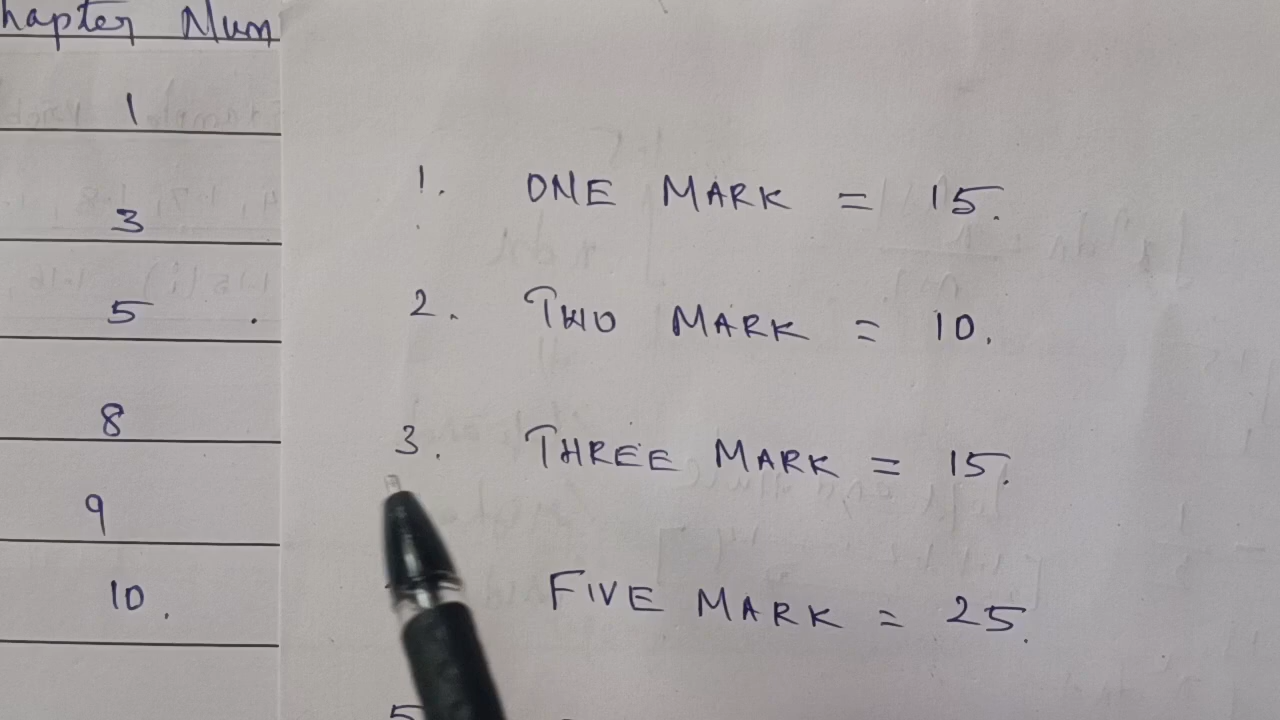 hapter Num
1
3
5 .
8
9
10.
1. ONE MARK = 15.
2. TWO MARK = 10.
3. THREE MARK = 15.
FIVE MARK = 25.
5